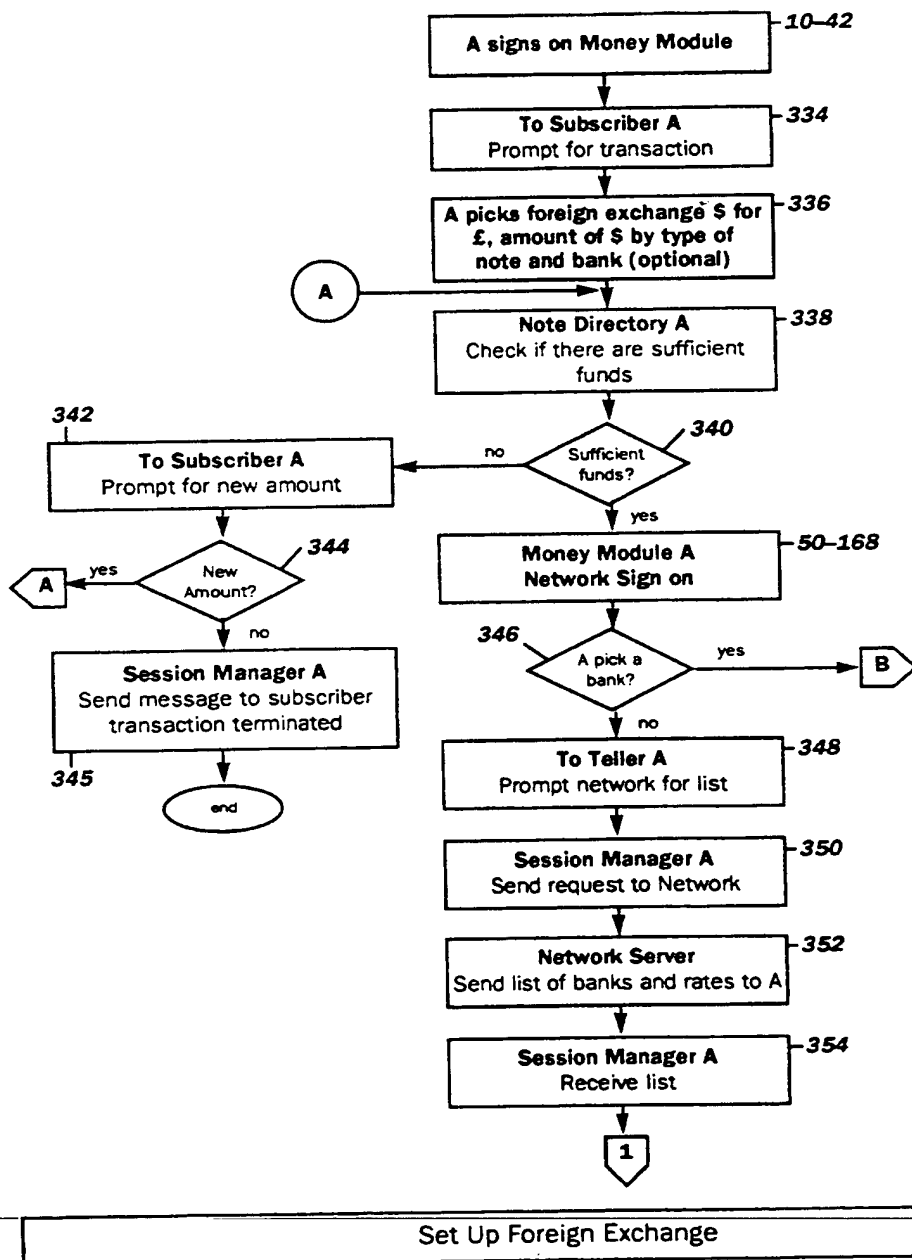 A signs on Money Module
10–42
To Subscriber A
Prompt for transaction
334
A picks foreign exchange $ for
£, amount of $ by type of
note and bank (optional)
336
A
Note Directory A
Check if there are sufficient
funds
338
342
To Subscriber A
Prompt for new amount
no
Sufficient
funds?
340
yes
344
New
Amount?
yes
A
no
Money Module A
Network Sign on
50–168
346
A pick a
bank?
yes
B
no
Session Manager A
Send message to subscriber
transaction terminated
345
end
To Teller A
Prompt network for list
348
Session Manager A
Send request to Network
350
Network Server
Send list of banks and rates to A
352
Session Manager A
Receive list
354
1
Set Up Foreign Exchange